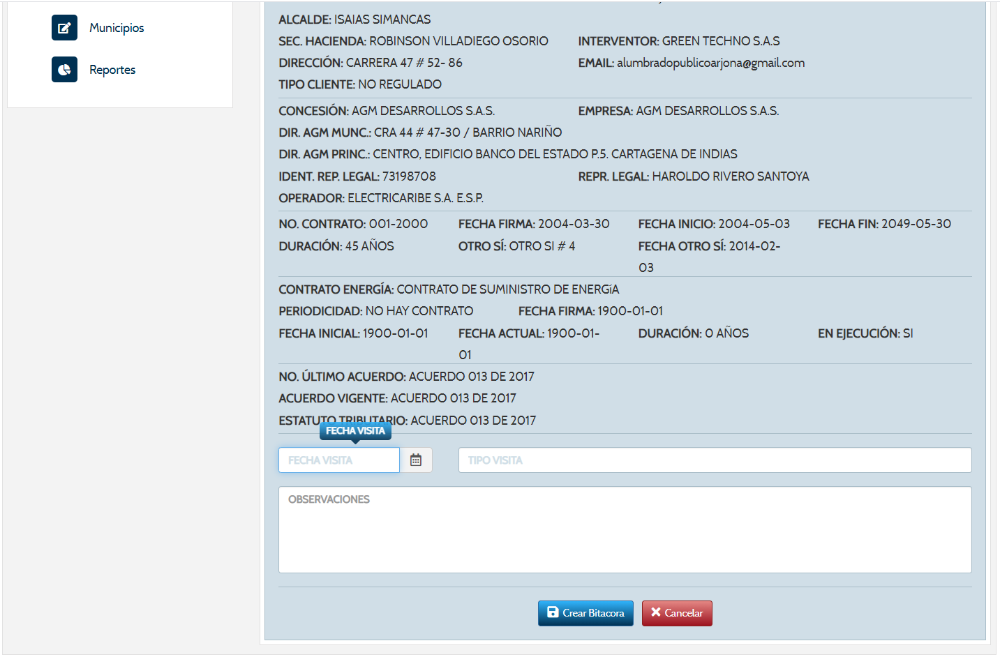 Municipios
Reportes
ALCALDE: ISAIAS SIMANCAS
SEC. HACIENDA: ROBINSON VILLADIEGO OSORIO INTERVENTOR: GREEN TECHNO S.A.S
DIRECCIÓN: CARRERA 47 # 52- 86 EMAIL: alumbradopublicoarjona@gmail.com
TIPO CLIENTE: NO REGULADO
CONCESIÓN: AGM DESARROLLOS S.A.S. EMPRESA: AGM DESARROLLOS S.A.S.
DIR. AGM MUNC.: CRA 44 # 47-30 / BARRIO NARIÑO
DIR. AGM PRINC.: CENTRO, EDIFICIO BANCO DEL ESTADO P.5. CARTAGENA DE INDIAS
IDENT. REP. LEGAL: 73198708 REPR. LEGAL: HAROLDO RIVERO SANTOYA
OPERADOR: ELECTRICARIBE S.A. E.S.P.
NO. CONTRATO: 001-2000 FECHA FIRMA: 2004-03-30 FECHA INICIO: 2004-05-03 FECHA FIN: 2049-05-30
DURACIÓN: 45 AÑOS OTRO SÍ: OTRO SI # 4 FECHA OTRO SÍ: 2014-02-
03
CONTRATO ENERGÍA: CONTRATO DE SUMINISTRO DE ENERGíA
PERIODICIDAD: NO HAY CONTRATO FECHA FIRMA: 1900-01-01
FECHA INICIAL: 1900-01-01 FECHA ACTUAL: 1900-01- DURACIÓN: 0 AÑOS EN EJECUCIÓN: SI
01
NO. ÚLTIMO ACUERDO: ACUERDO 013 DE 2017
ACUERDO VIGENTE: ACUERDO 013 DE 2017
ESTATUTO TRIBUTARIO: ACUERDO 013 DE 2017
FECHA VISITA
FECHA VISITA TIPO VISITA
OBSERVACIONES
Crear Bitacora Cancelar